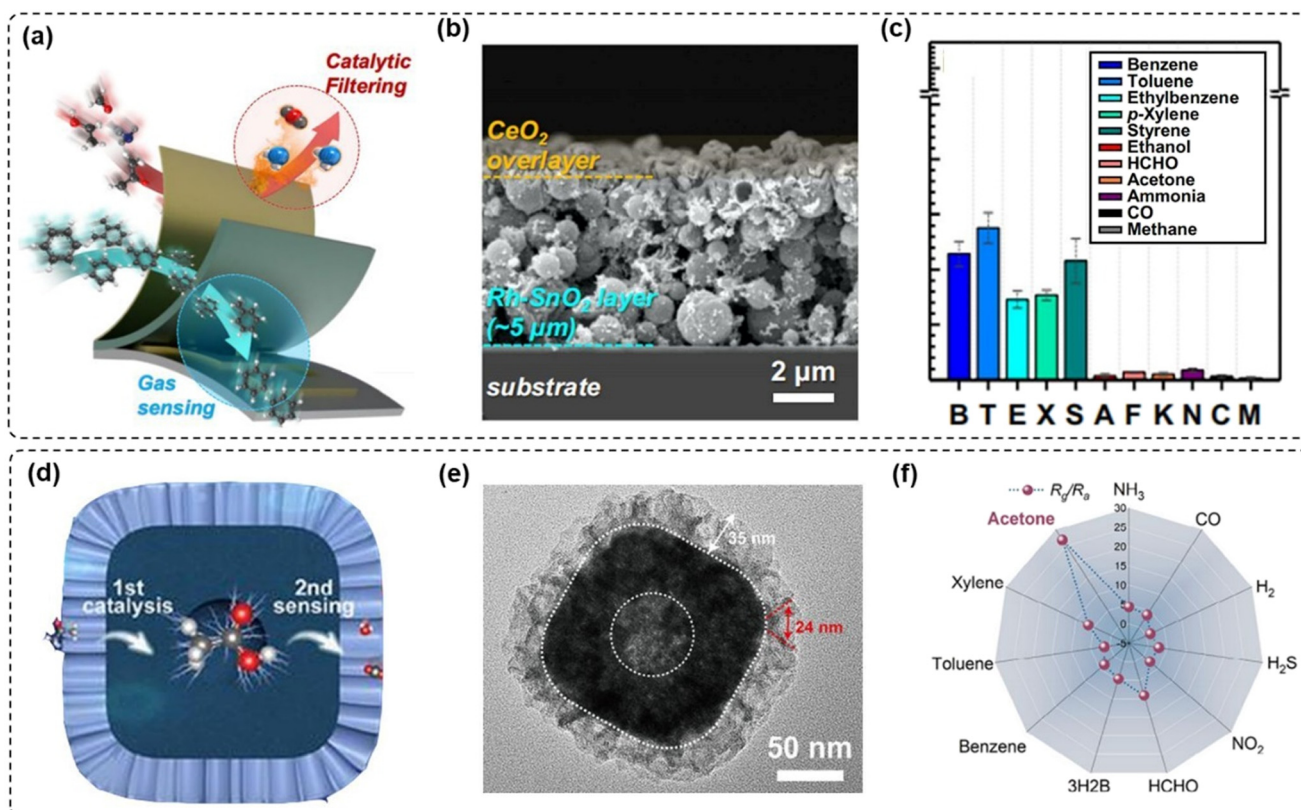 (a)
Catalytic
Filtering
Gas
sensing
(b)
CeO₂
overlayer
Rh-SnO₂ layer
(~5 μm)
substrate
2 μm
(c)
Benzene
Toluene
Ethylbenzene
p-Xylene
Styrene
Ethanol
HCHO
Acetone
Ammonia
CO
Methane
B T E X S A F K N C M
(d)
1st
catalysis
2nd
sensing
(e)
35 nm
24 nm
50 nm
(f)
Rg/Ra
NH₃
CO
H₂
H₂S
NO₂
HCHO
3H2B
Benzene
Toluene
Xylene
Acetone
30
25
20
15
10
5
0
-5